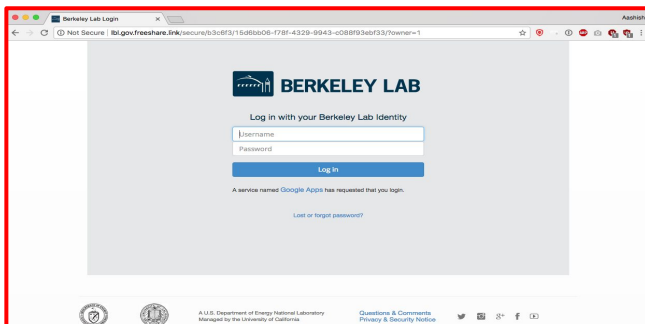 Berkeley Lab Login
Aashish
Not Secure | lbl.gov.freeshare.link/secure/b3c6f3/15d6bb06-f78f-4329-9943-c088f93ebf33/?owner=1
BERKELEY LAB
Log in with your Berkeley Lab Identity
Username
Password
Log in
A service named Google Apps has requested that you login.
Lost or forgot password?
A U.S. Department of Energy National Laboratory
Managed by the University of California
Questions & Comments
Privacy & Security Notice